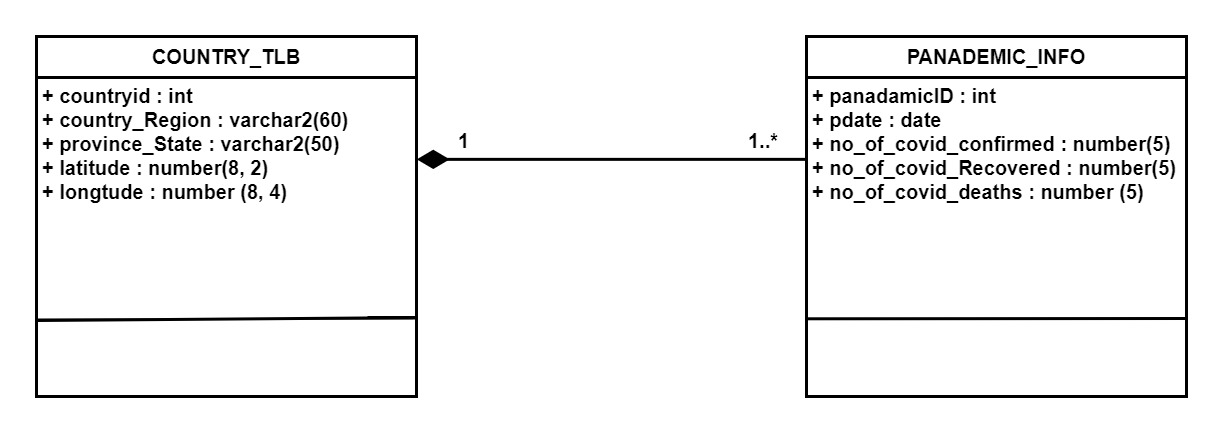 COUNTRY_TLB
+ countryid : int
+ country_Region : varchar2(60)
+ province_State : varchar2(50)
+ latitude : number(8, 2)
+ longtude : number (8, 4)
1
1..*
PANADEMIC_INFO
+ panadamicID : int
+ pdate : date
+ no_of_covid_confirmed : number(5)
+ no_of_covid_Recovered : number(5)
+ no_of_covid_deaths : number (5)